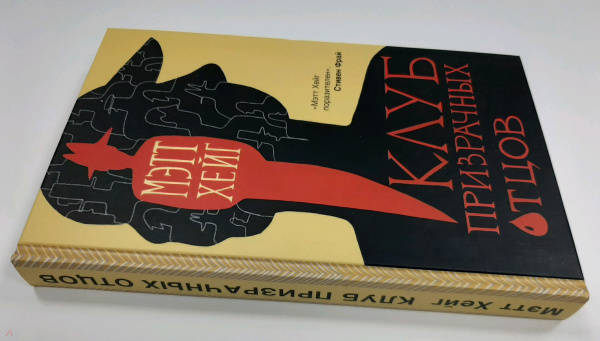 «Мэтт Хейг
поразителен».
Стивен Фрай
МЭТТ
ХЕЙГ
КЛУБ
ПРИЗРАЧНЫХ
ОТЦОВ
Мэтт Хейг КЛУБ ПРИЗРАЧНЫХ ОТЦОВ